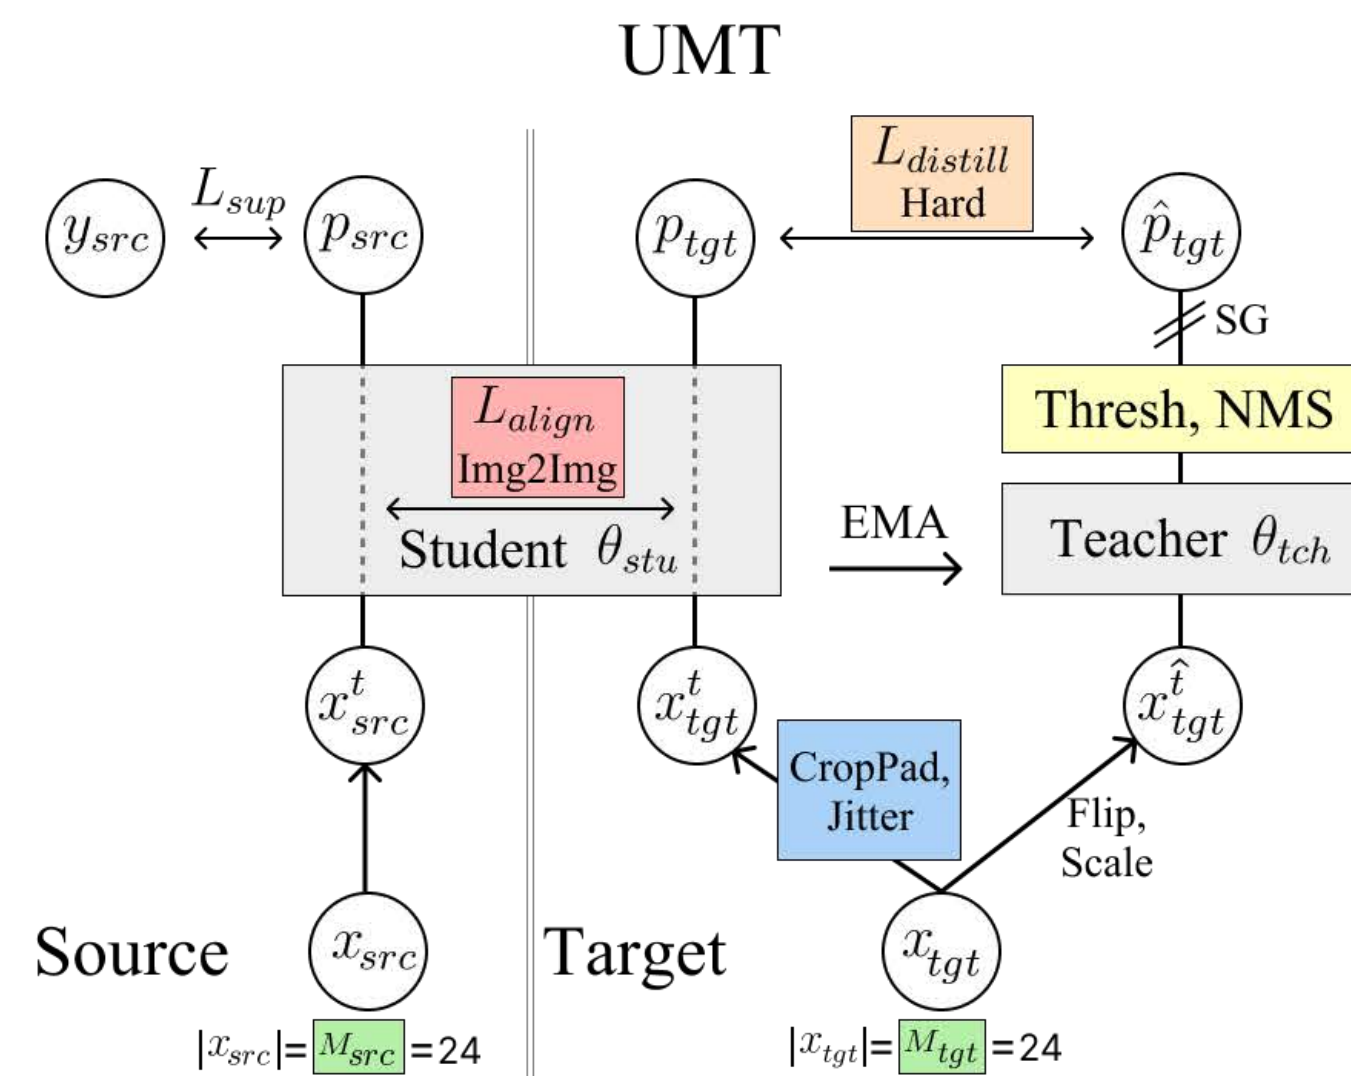 UMT
L_distill
Hard
y_src
L_sup
p_src
p_tgt
p̂_tgt
SG
L_align
Img2Img
Student θ_stu
EMA
Thresh, NMS
Teacher θ_tch
x^t_src
x^t_tgt
x^t̂_tgt
CropPad,
Jitter
Flip,
Scale
Source
x_src
Target
x_tgt
|x_src|= M_src =24
|x_tgt|= M_tgt =24